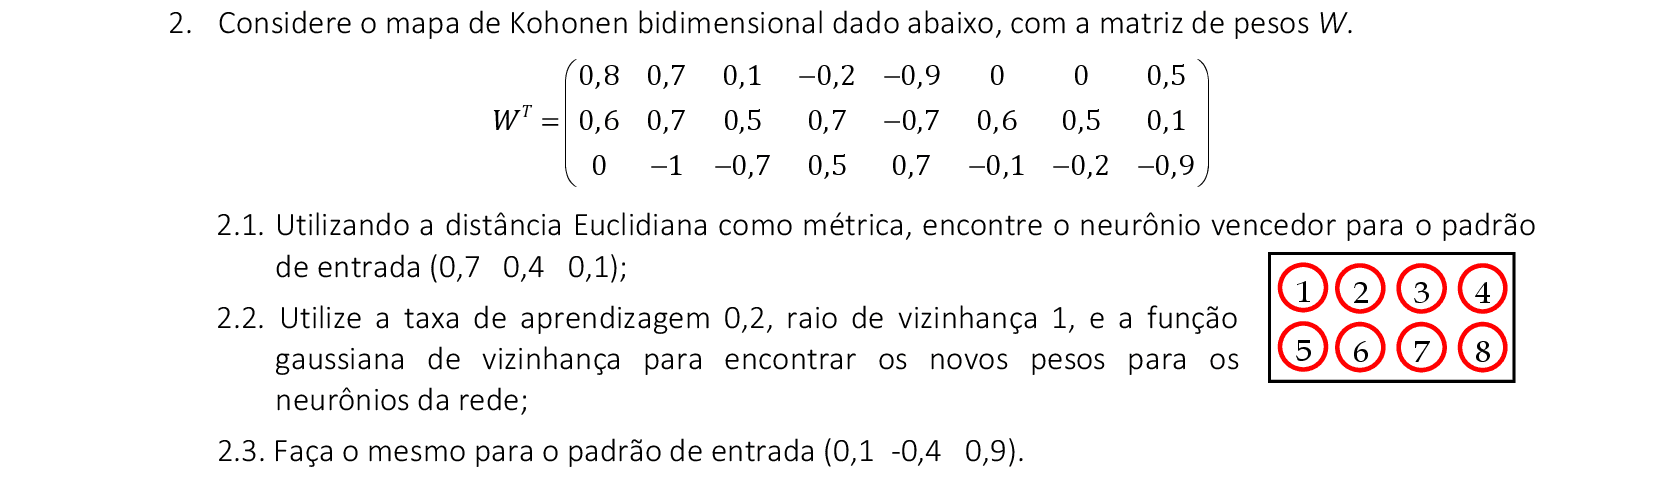 2. Considere o mapa de Kohonen bidimensional dado abaixo, com a matriz de pesos W.
0,8 0,7 0,1 −0,2 −0,9 0 0 0,5
W^T = 0,6 0,7 0,5 0,7 −0,7 0,6 0,5 0,1
0 −1 −0,7 0,5 0,7 −0,1 −0,2 −0,9
2.1. Utilizando a distância Euclidiana como métrica, encontre o neurônio vencedor para o padrão
de entrada (0,7 0,4 0,1);
2.2. Utilize a taxa de aprendizagem 0,2, raio de vizinhança 1, e a função
gaussiana de vizinhança para encontrar os novos pesos para os
neurônios da rede;
1 2 3 4
5 6 7 8
2.3. Faça o mesmo para o padrão de entrada (0,1 -0,4 0,9).